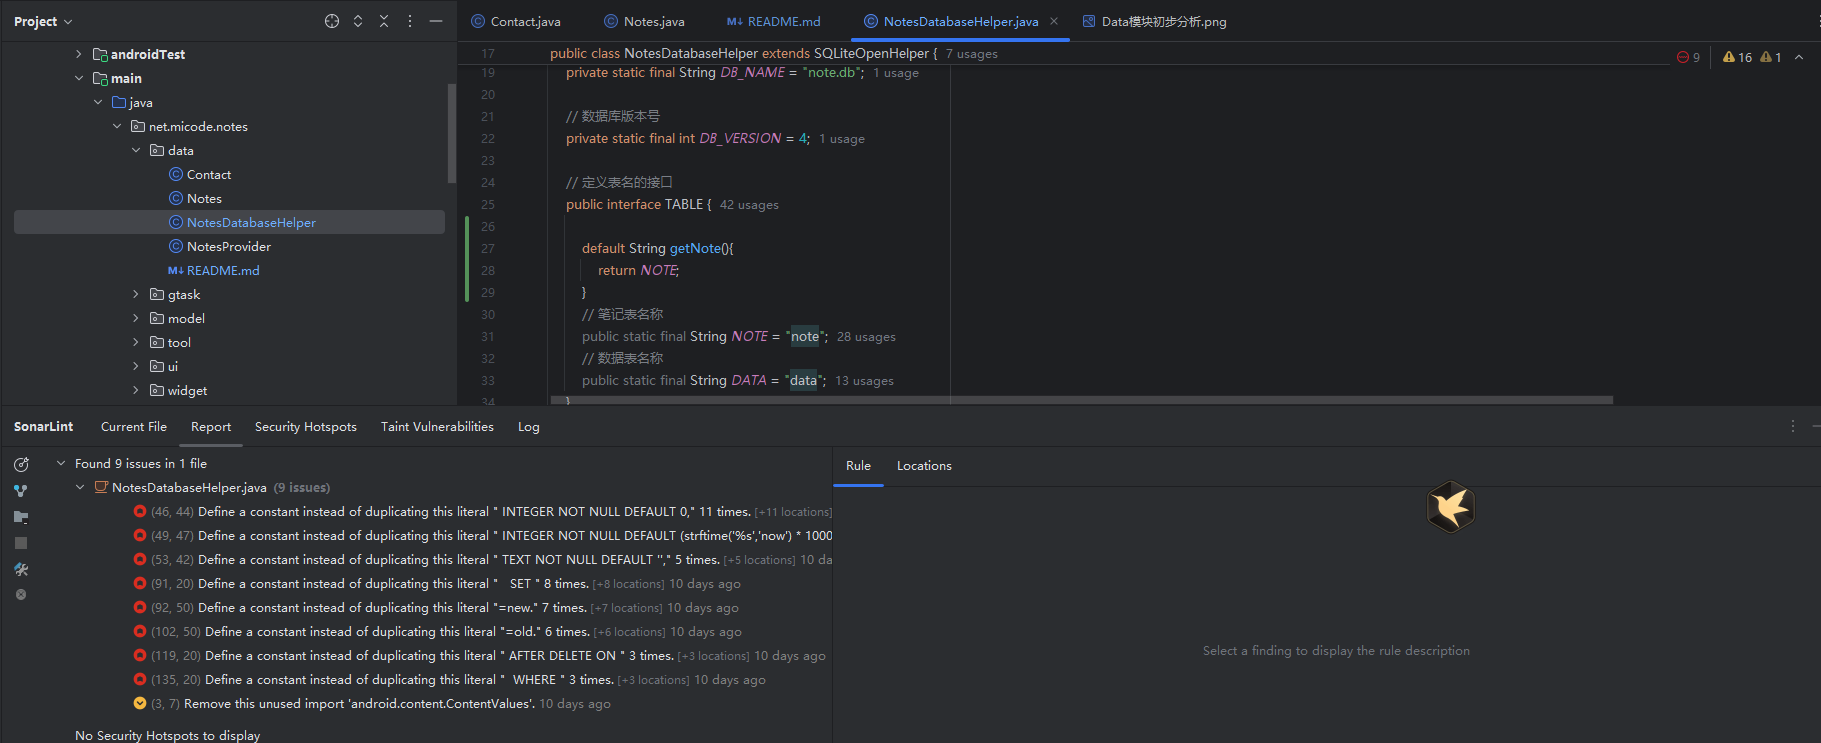 Project
androidTest
main
java
net.micode.notes
data
Contact
Notes
NotesDatabaseHelper
NotesProvider
M↓ README.md
gtask
model
tool
ui
widget
Contact.java
Notes.java
M↓ README.md
NotesDatabaseHelper.java
Data模块初步分析.png
9
16
1
17 public class NotesDatabaseHelper extends SQLiteOpenHelper { 7 usages
19 private static final String DB_NAME = "note.db"; 1 usage
20
21 // 数据库版本号
22 private static final int DB_VERSION = 4; 1 usage
23
24 // 定义表名的接口
25 public interface TABLE { 42 usages
26
27 default String getNote(){
28 return NOTE;
29 }
30 // 笔记表名称
31 public static final String NOTE = "note"; 28 usages
32 // 数据表名称
33 public static final String DATA = "data"; 13 usages
34 }
SonarLint
Current File
Report
Security Hotspots
Taint Vulnerabilities
Log
Found 9 issues in 1 file
NotesDatabaseHelper.java (9 issues)
(46, 44) Define a constant instead of duplicating this literal " INTEGER NOT NULL DEFAULT 0," 11 times. [+11 locations]
(49, 47) Define a constant instead of duplicating this literal " INTEGER NOT NULL DEFAULT (strftime('%s','now') * 1000
(53, 42) Define a constant instead of duplicating this literal " TEXT NOT NULL DEFAULT ''," 5 times. [+5 locations] 10 da
(91, 20) Define a constant instead of duplicating this literal "   SET " 8 times. [+8 locations] 10 days ago
(92, 50) Define a constant instead of duplicating this literal "=new." 7 times. [+7 locations] 10 days ago
(102, 50) Define a constant instead of duplicating this literal "=old." 6 times. [+6 locations] 10 days ago
(119, 20) Define a constant instead of duplicating this literal " AFTER DELETE ON " 3 times. [+3 locations] 10 days ago
(135, 20) Define a constant instead of duplicating this literal "  WHERE " 3 times. [+3 locations] 10 days ago
(3, 7) Remove this unused import 'android.content.ContentValues'. 10 days ago
No Security Hotspots to display
Rule
Locations
Select a finding to display the rule description